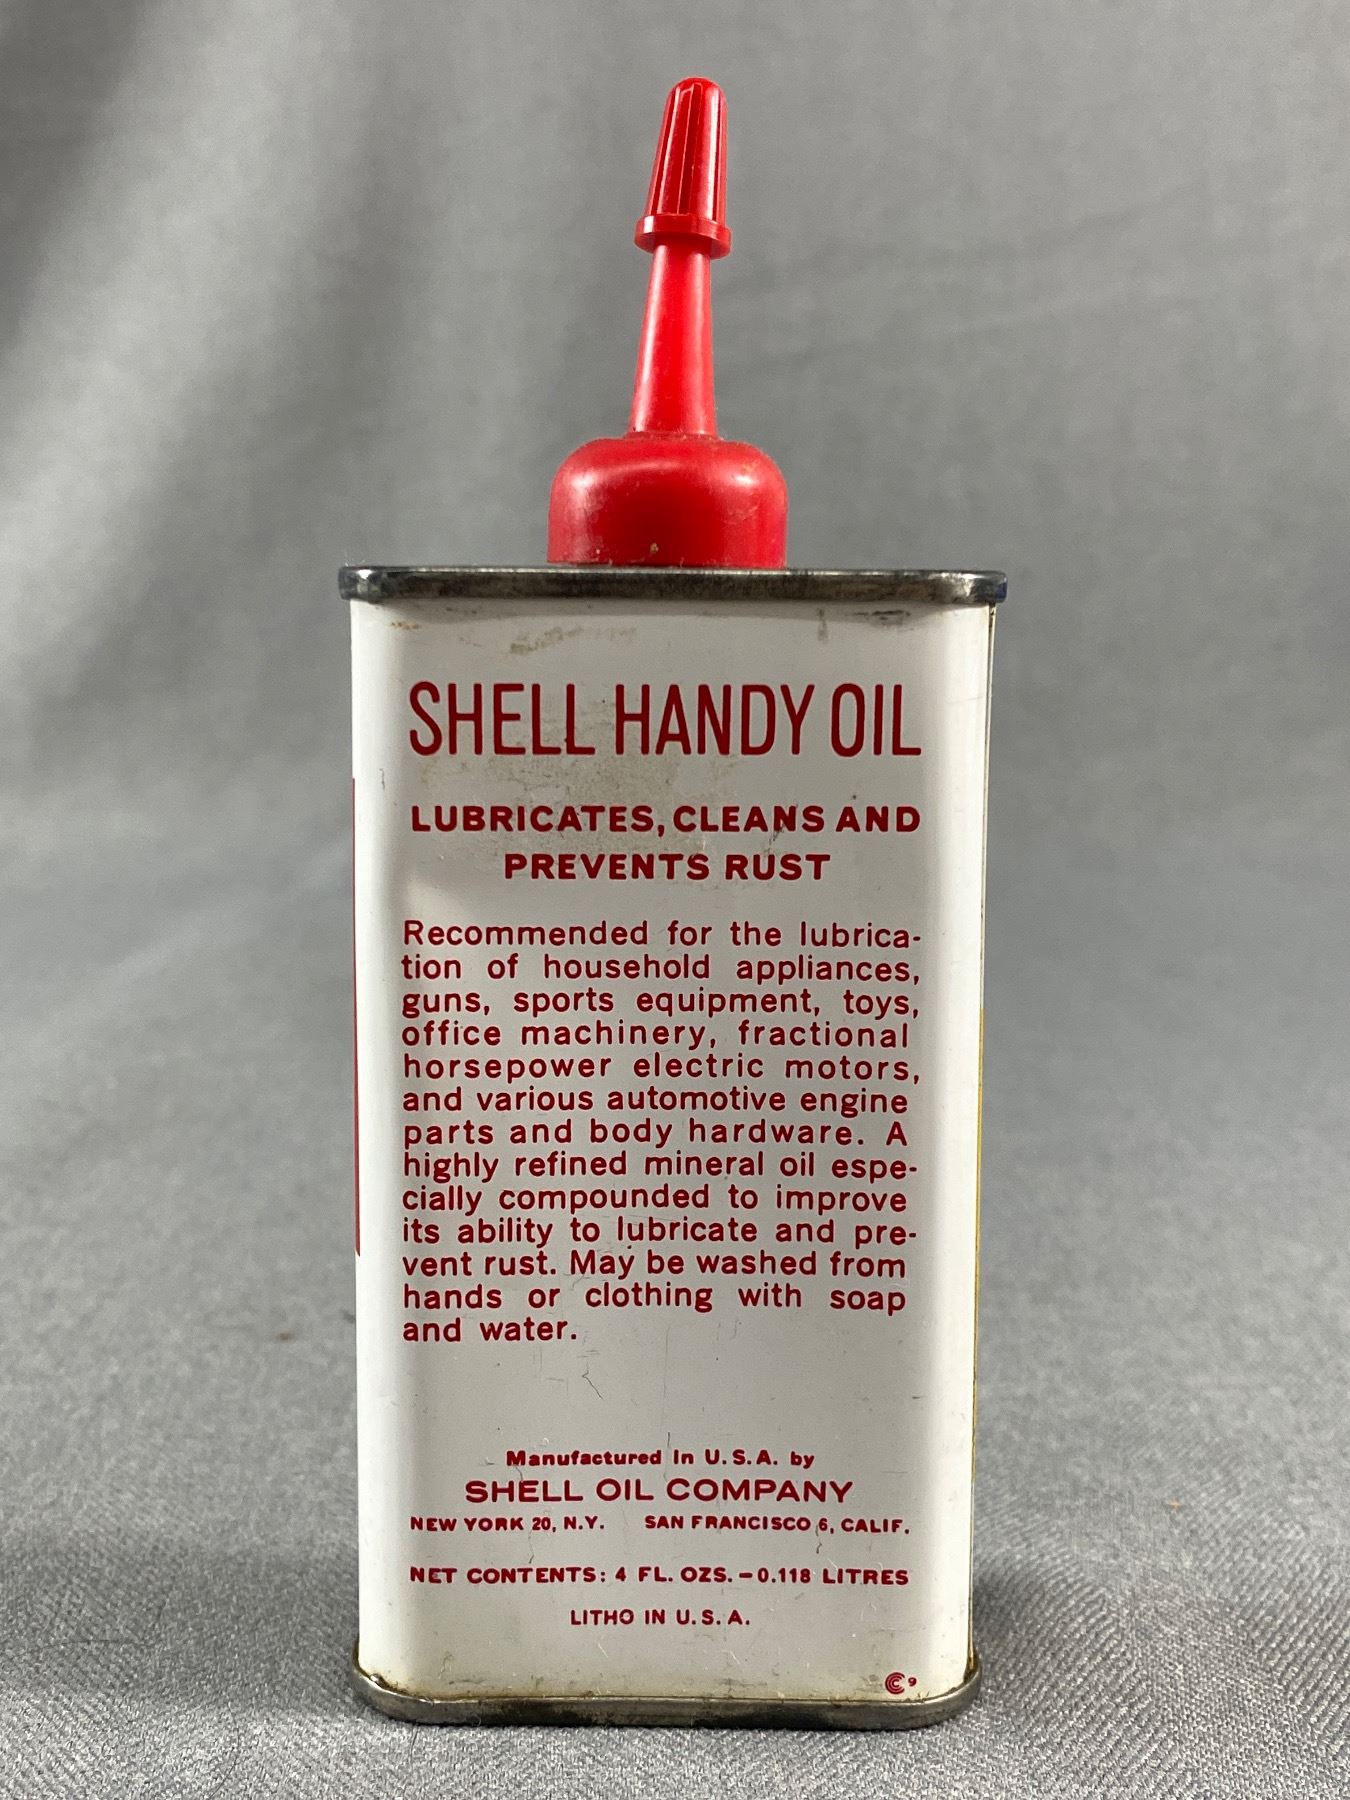 SHELL HANDY OIL
LUBRICATES, CLEANS AND
PREVENTS RUST
Recommended for the lubrica-
tion of household appliances,
guns, sports equipment, toys,
office machinery, fractional
horsepower electric motors,
and various automotive engine
parts and body hardware. A
highly refined mineral oil espe-
cially compounded to improve
its ability to lubricate and pre-
vent rust. May be washed from
hands or clothing with soap
and water.
Manufactured in U.S.A. by
SHELL OIL COMPANY
NEW YORK 20, N.Y. SAN FRANCISCO 6, CALIF.
NET CONTENTS: 4 FL. OZS. – 0.118 LITRES
LITHO IN U.S.A.
CCC 9